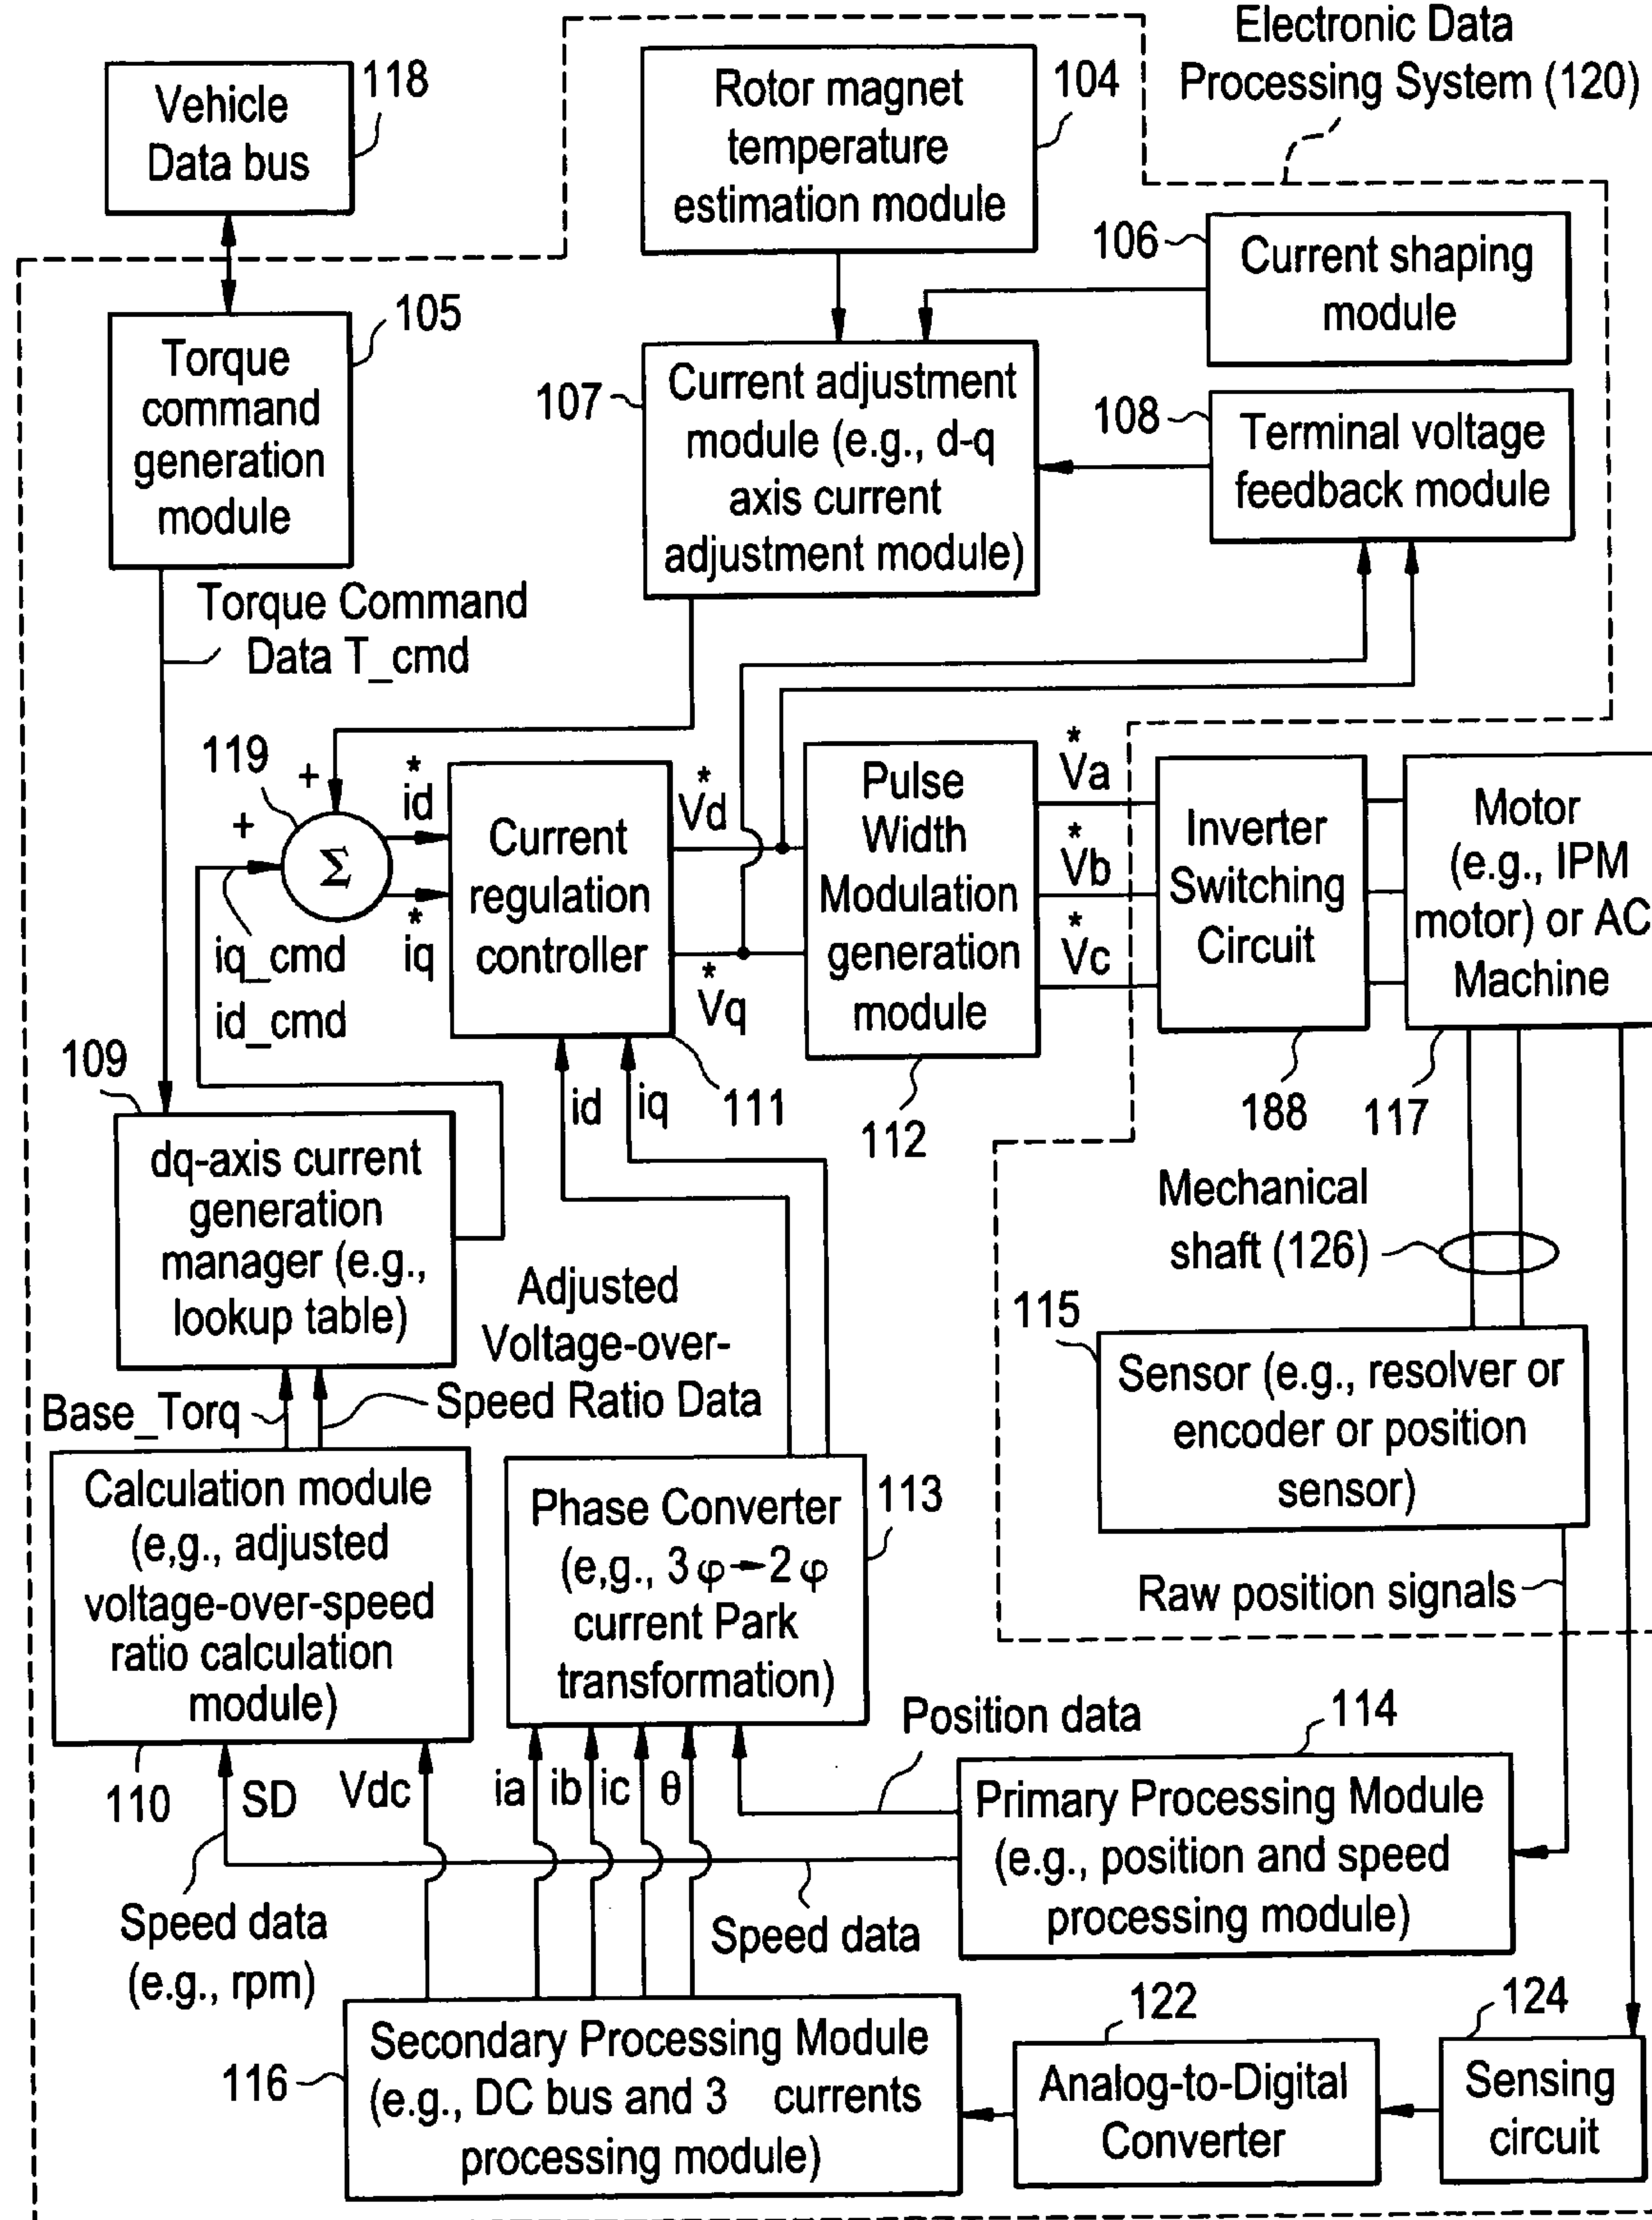 Electronic Data
Processing System (120)
Vehicle
Data bus
118
Rotor magnet
temperature
estimation module
104
106
Current shaping
module
105
Torque
command
generation
module
107
Current adjustment
module (e.g., d-q
axis current
adjustment module)
108
Terminal voltage
feedback module
Torque Command
Data T_cmd
119
+
+
Σ
*
id
*
iq
iq_cmd
id_cmd
Current
regulation
controller
111
*
Vd
*
Vq
Pulse
Width
Modulation
generation
module
112
*
Va
*
Vb
*
Vc
Inverter
Switching
Circuit
188
Motor
(e.g., IPM
motor) or AC
Machine
117
109
dq-axis current
generation
manager (e.g.,
lookup table)
id
iq
Mechanical
shaft (126)
Adjusted
Voltage-over-
Speed Ratio Data
Base_Torq
115
Sensor (e.g., resolver or
encoder or position
sensor)
Calculation module
(e,g., adjusted
voltage-over-speed
ratio calculation
module)
110
Phase Converter
(e,g., 3φ→2φ
current Park
transformation)
113
Raw position signals
Position data
114
SD
Vdc
ia
ib
ic
θ
Primary Processing Module
(e.g., position and speed
processing module)
Speed data
(e.g., rpm)
Speed data
116
Secondary Processing Module
(e.g., DC bus and 3 currents
processing module)
122
Analog-to-Digital
Converter
124
Sensing
circuit